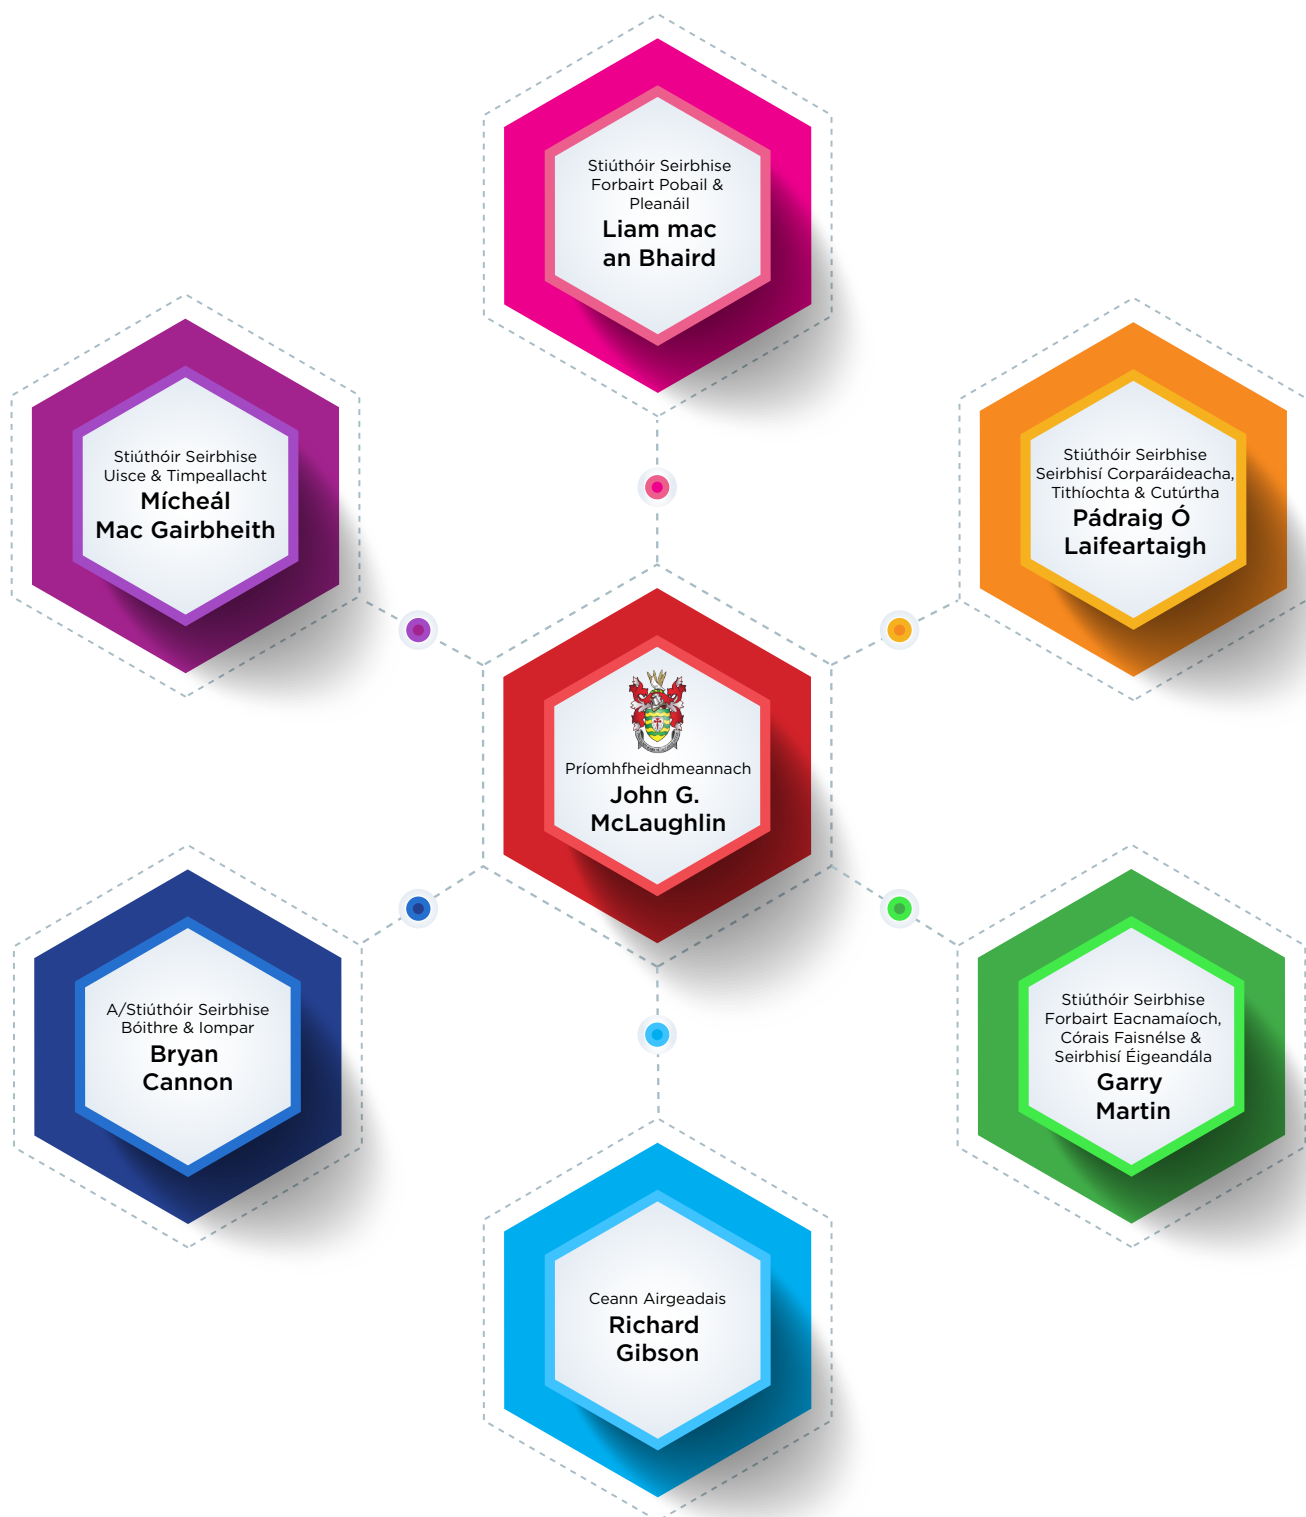 Stiúthóir Seirbhise
Forbairt Pobail &
Pleanáil
Liam mac
an Bhaird
Stiúthóir Seirbhise
Uisce & Timpeallacht
Mícheál
Mac Gairbheith
Stiúthóir Seirbhise
Seirbhisí Corparáideacha,
Tithíochta & Cutúrtha
Pádraig Ó
Laifeartaigh
Príomhfheidhmeannach
John G.
McLaughlin
A/Stiúthóir Seirbhise
Bóithre & Iompar
Bryan
Cannon
Stiúthóir Seirbhise
Forbairt Eacnamaíoch,
Córais Faisnélse &
Seirbhisí Éigeandála
Garry
Martin
Ceann Airgeadais
Richard
Gibson